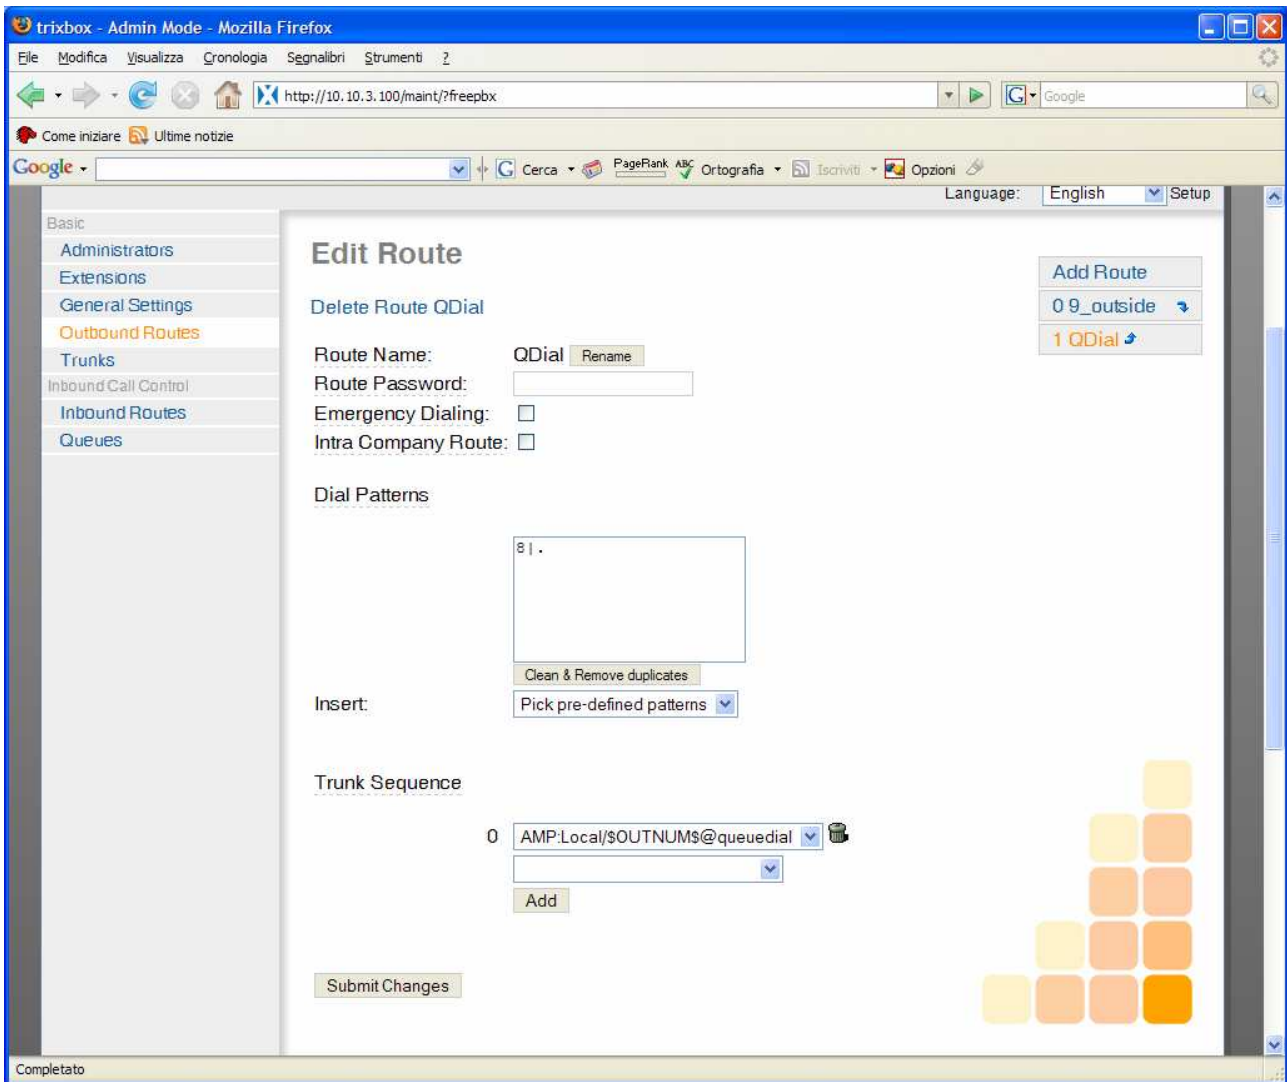 trixbox - Admin Mode - Mozilla Firefox
File Modifica Visualizza Cronologia Segnalibri Strumenti ?
http://10.10.3.100/maint/?freepbx
G Google
Come iniziare Ultime notizie
Google G Cerca PageRank ABC Ortografia Iscriviti Opzioni
Language: English Setup
Basic
Administrators
Extensions
General Settings
Outbound Routes
Trunks
Inbound Call Control
Inbound Routes
Queues
Edit Route
Delete Route QDial
Route Name: QDial Rename
Route Password:
Emergency Dialing:
Intra Company Route:
Dial Patterns
8|.
Clean & Remove duplicates
Insert: Pick pre-defined patterns
Trunk Sequence
0 AMP:Local/$OUTNUM$@queuedial
Add
Submit Changes
Add Route
0 9_outside
1 QDial
Completato